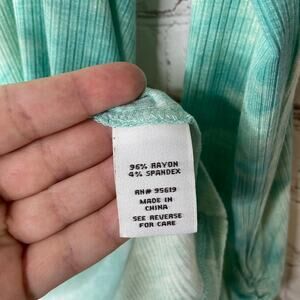 96% RAYON
4% SPANDEX
RN# 95619
MADE IN
CHINA
SEE REVERSE
FOR CARE